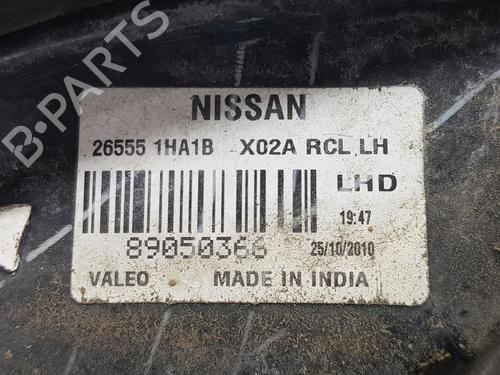 B-Parts
NISSAN
26555 1HA1B X02A RCL LH
LHD
19:47
89050366
25/10/2010
VALEO MADE IN INDIA